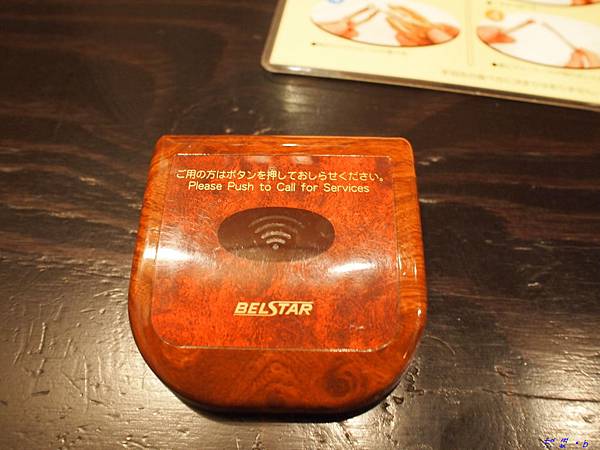 ご用の方はボタンを押しておしらせください。
Please Push to Call for Services
BELSTAR